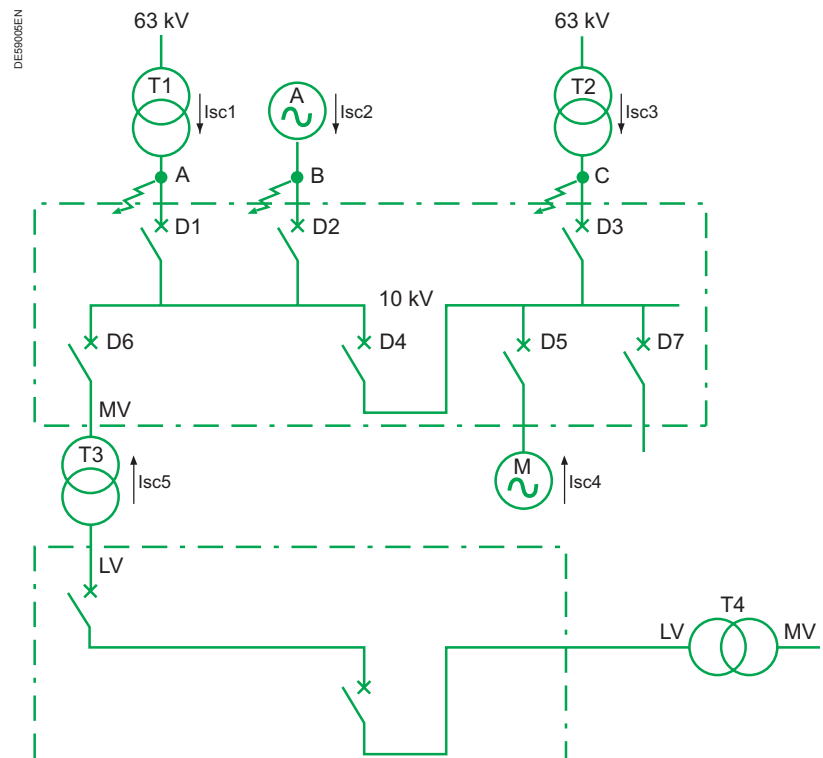 DE59005EN
63 kV
63 kV
T1
Isc1
A
Isc2
T2
Isc3
A
B
C
D1
D2
D3
10 kV
D6
D4
D5
D7
MV
T3
Isc5
M
Isc4
LV
T4
LV
MV